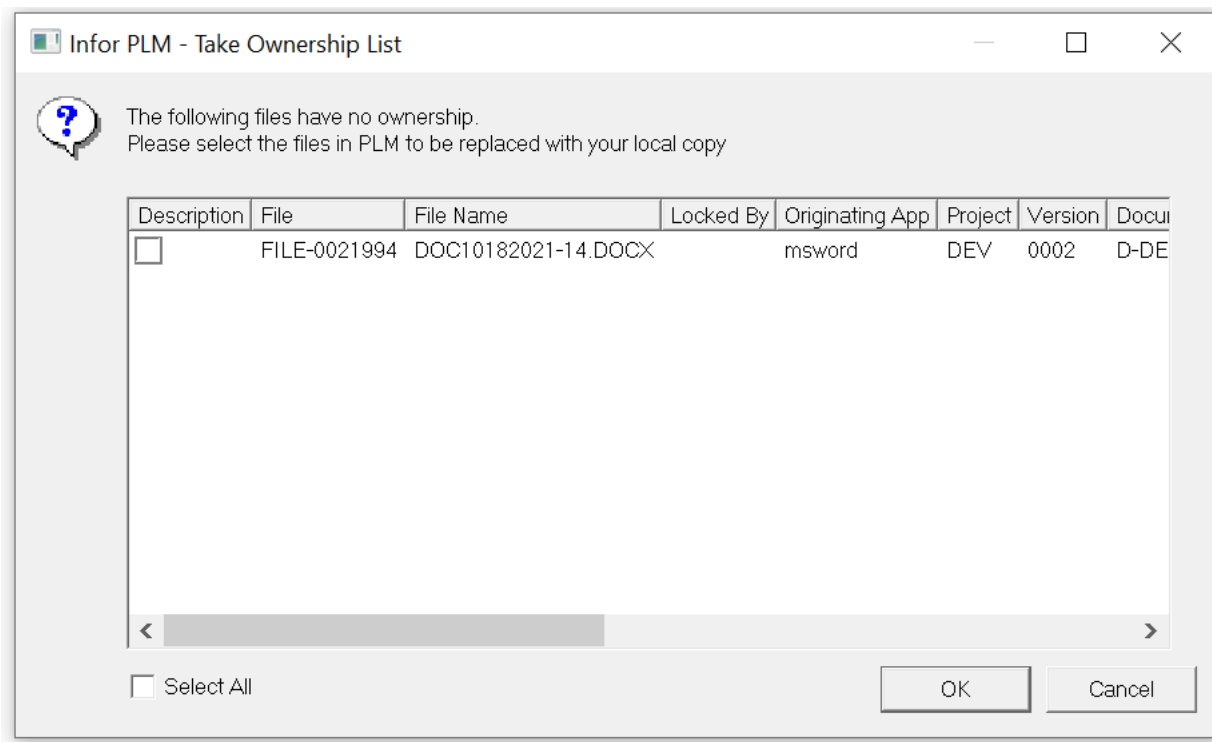 Infor PLM - Take Ownership List
The following files have no ownership.
Please select the files in PLM to be replaced with your local copy
Description File File Name Locked By Originating App Project Version Docu
FILE-0021994 DOC10182021-14.DOCX msword DEV 0002 D-DE
Select All OK Cancel